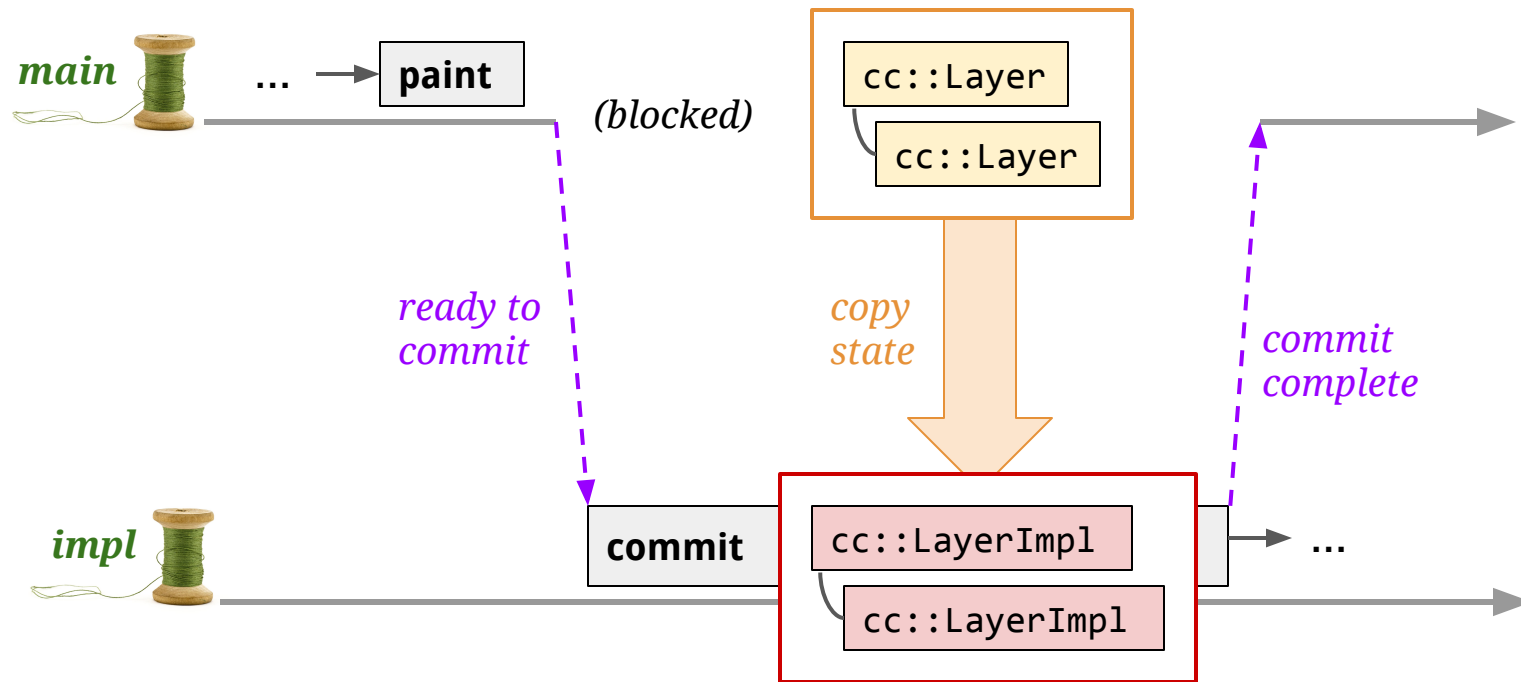 main
...
paint
(blocked)
cc::Layer
cc::Layer
ready to
commit
copy
state
commit
complete
impl
commit
cc::LayerImpl
cc::LayerImpl
...